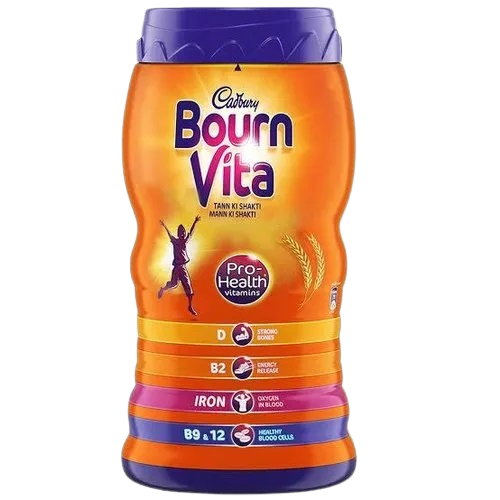 Cadbury
Bourn
Vita
TANN KI SHAKTI
MANN KI SHAKTI
Pro-
Health
vitamins
D STRONG BONES
B2 ENERGY RELEASE
IRON OXYGEN IN BLOOD
B9 & 12 HEALTHY BLOOD CELLS